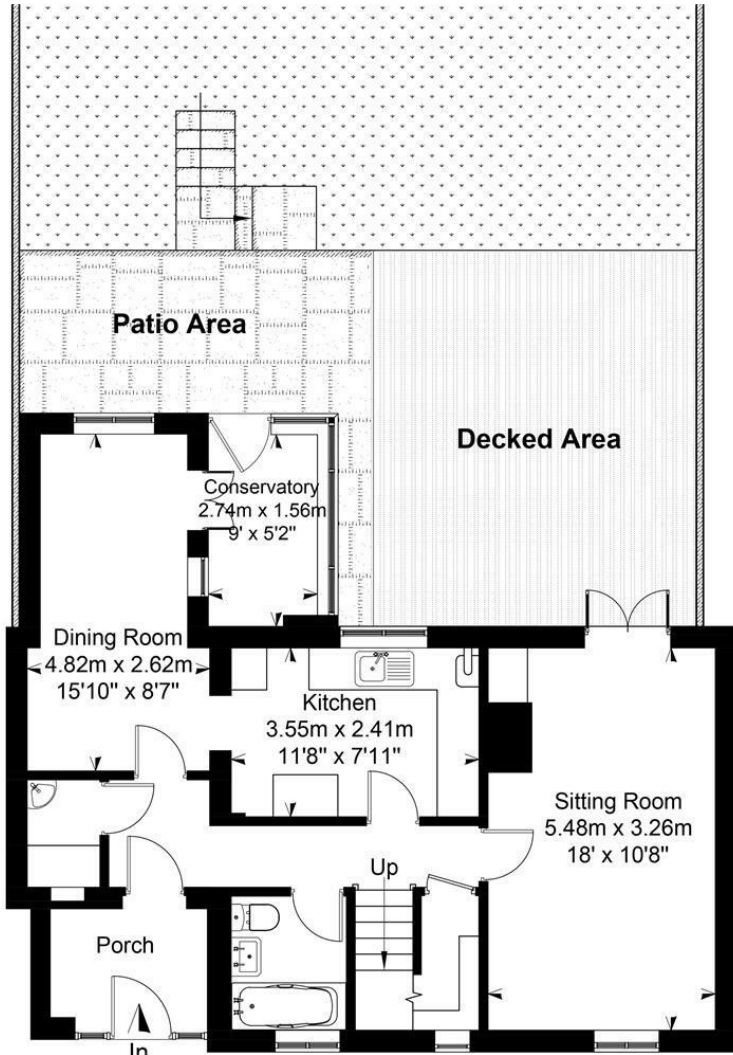 Patio Area
Decked Area
Conservatory
2.74m x 1.56m
9' x 5'2"
Dining Room
4.82m x 2.62m
15'10" x 8'7"
Kitchen
3.55m x 2.41m
11'8" x 7'11"
Sitting Room
5.48m x 3.26m
18' x 10'8"
Up
Porch
In